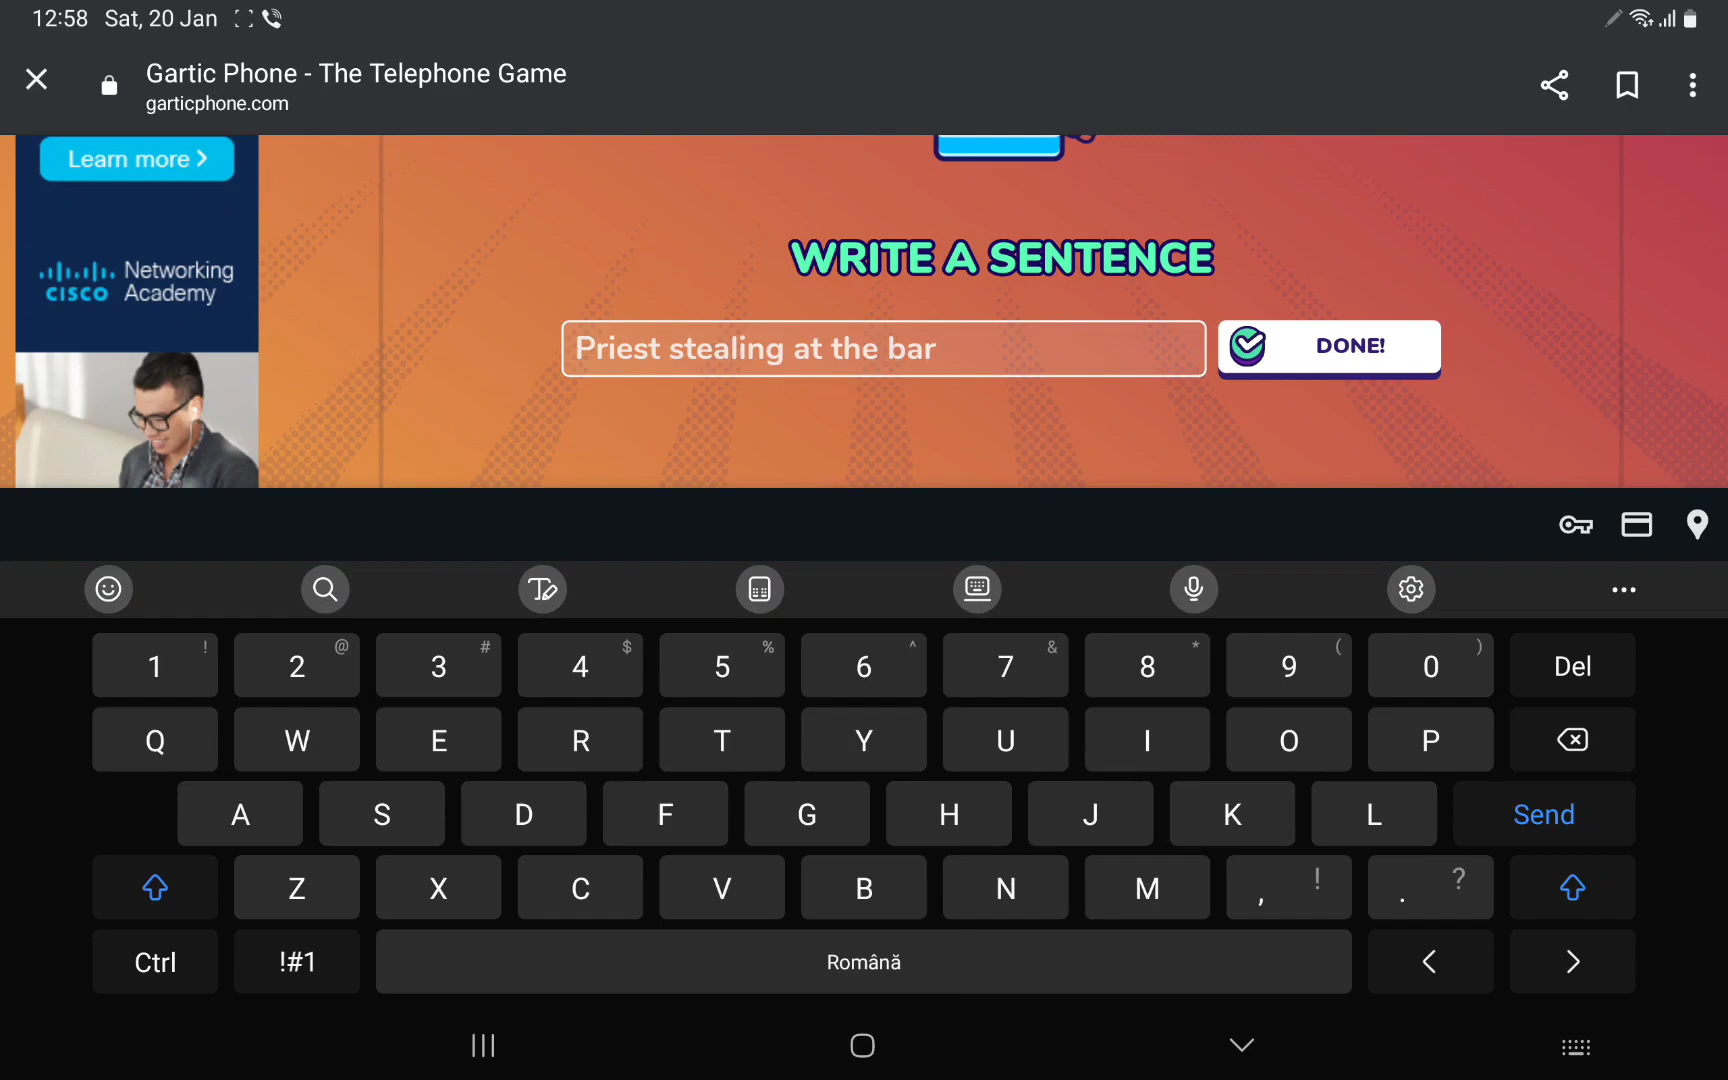 12:58 Sat, 20 Jan
Gartic Phone - The Telephone Game
garticphone.com
Learn more >
CISCO Networking Academy
WRITE A SENTENCE
Priest stealing at the bar
DONE!
! @ # $ % ^ & * ( )
1 2 3 4 5 6 7 8 9 0 Del
Q W E R T Y U I O P
A S D F G H J K L Send
Z X C V B N M , ! . ?
Ctrl !#1 Română < >